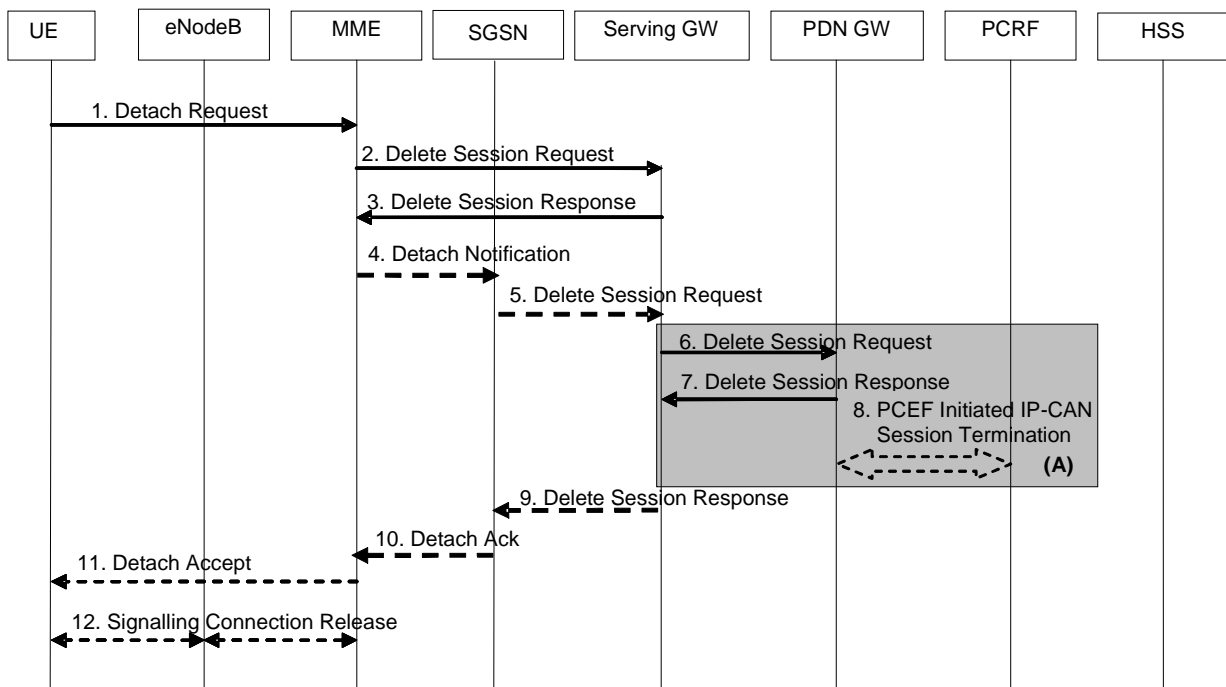 UE
eNodeB
MME
SGSN
Serving GW
PDN GW
PCRF
HSS
1. Detach Request
2. Delete Session Request
3. Delete Session Response
4. Detach Notification
5. Delete Session Request
6. Delete Session Request
7. Delete Session Response
8. PCEF Initiated IP-CAN
Session Termination
(A)
9. Delete Session Response
10. Detach Ack
11. Detach Accept
12. Signalling Connection Release